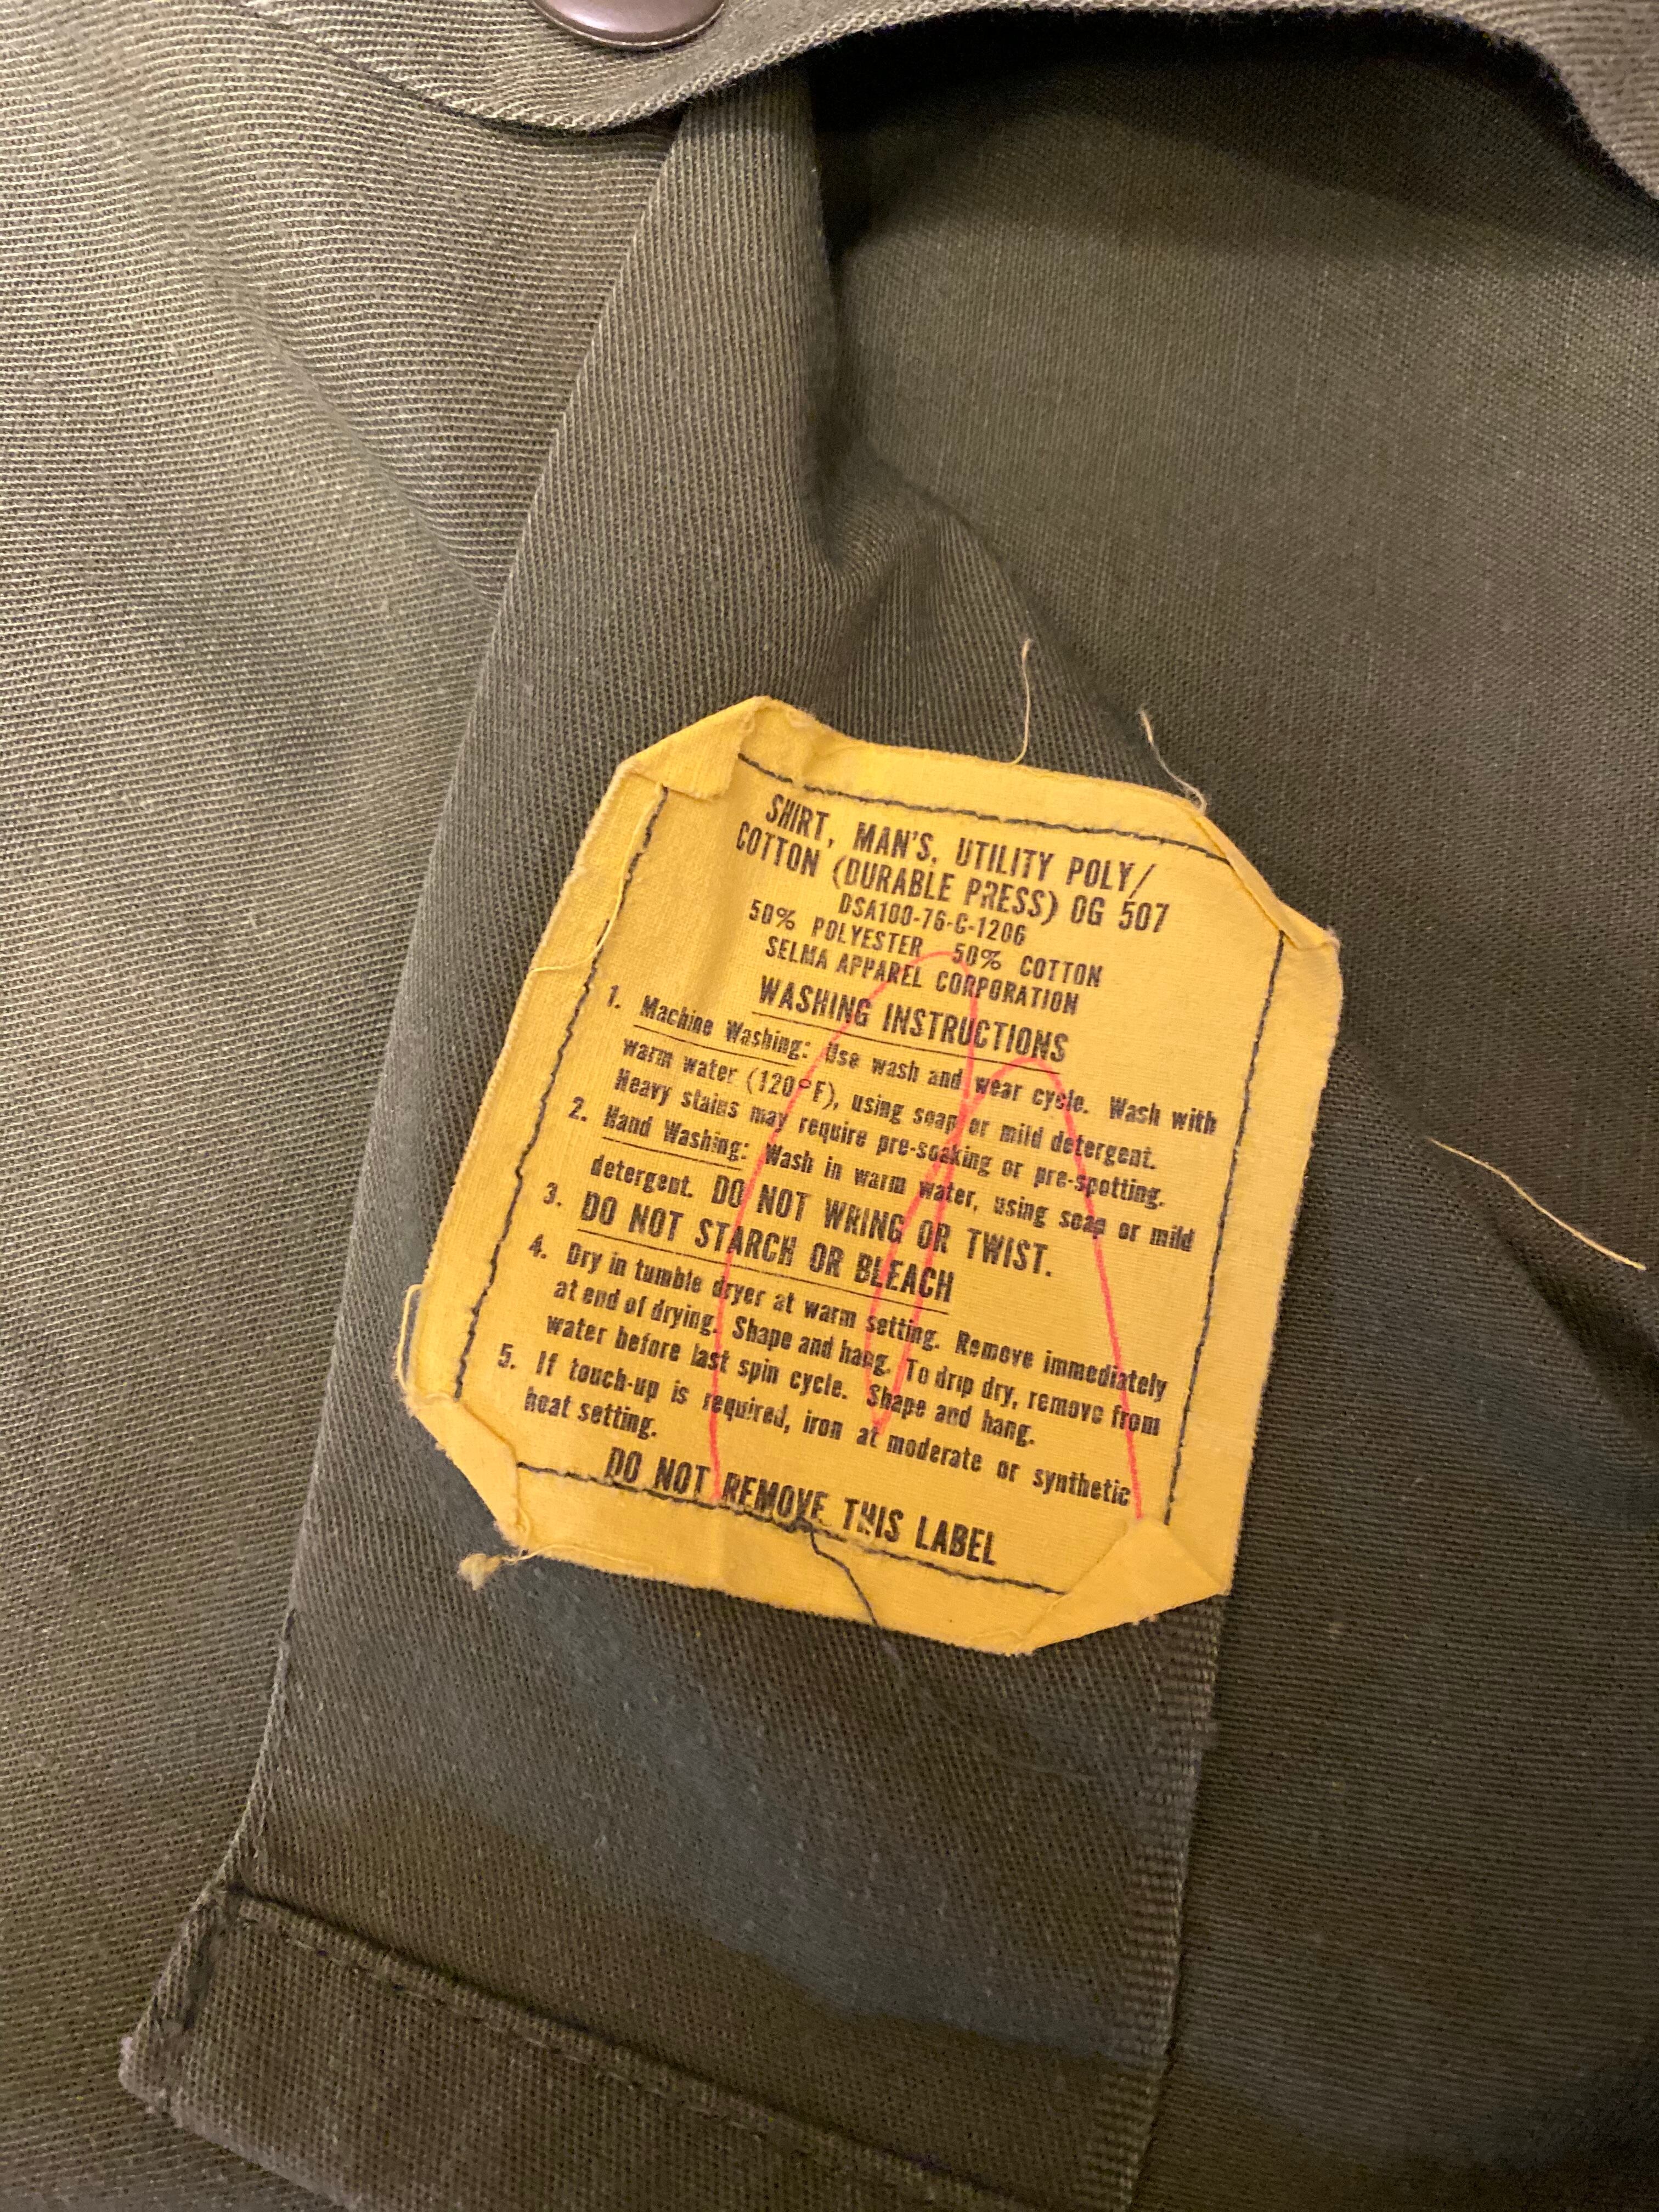 SHIRT, MAN'S, UTILITY POLY/
COTTON (DURABLE PRESS) OG 507
DSA100-76-C-1206
50% POLYESTER 50% COTTON
SELMA APPAREL CORPORATION
WASHING INSTRUCTIONS
1. Machine Washing: Use wash and wear cycle. Wash with
warm water (120°F), using soap or mild detergent.
Heavy stains may require pre-soaking or pre-spotting.
2. Hand Washing: Wash in warm water, using soap or mild
detergent. DO NOT WRING OR TWIST.
3. DO NOT STARCH OR BLEACH
4. Dry in tumble dryer at warm setting. Remove immediately
at end of drying. Shape and hang. To drip dry, remove from
water before last spin cycle. Shape and hang.
5. If touch-up is required, iron at moderate or synthetic
heat setting.
DO NOT REMOVE THIS LABEL